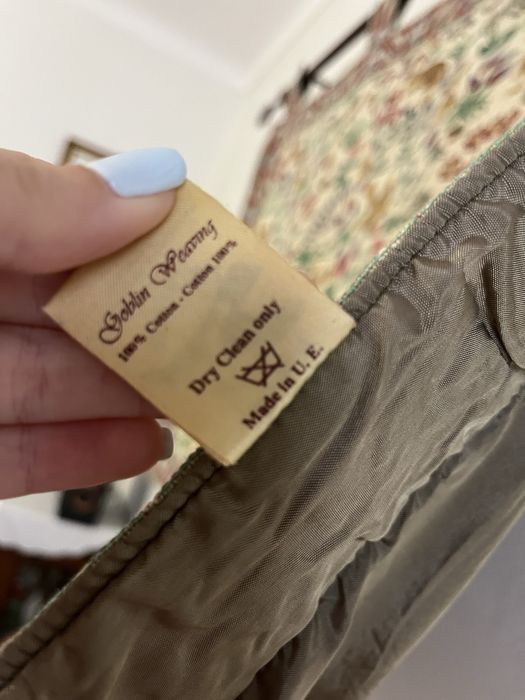 Goblin Weaving
100% Cotton - Cotton 100%
Dry Clean only
Made in U. E.